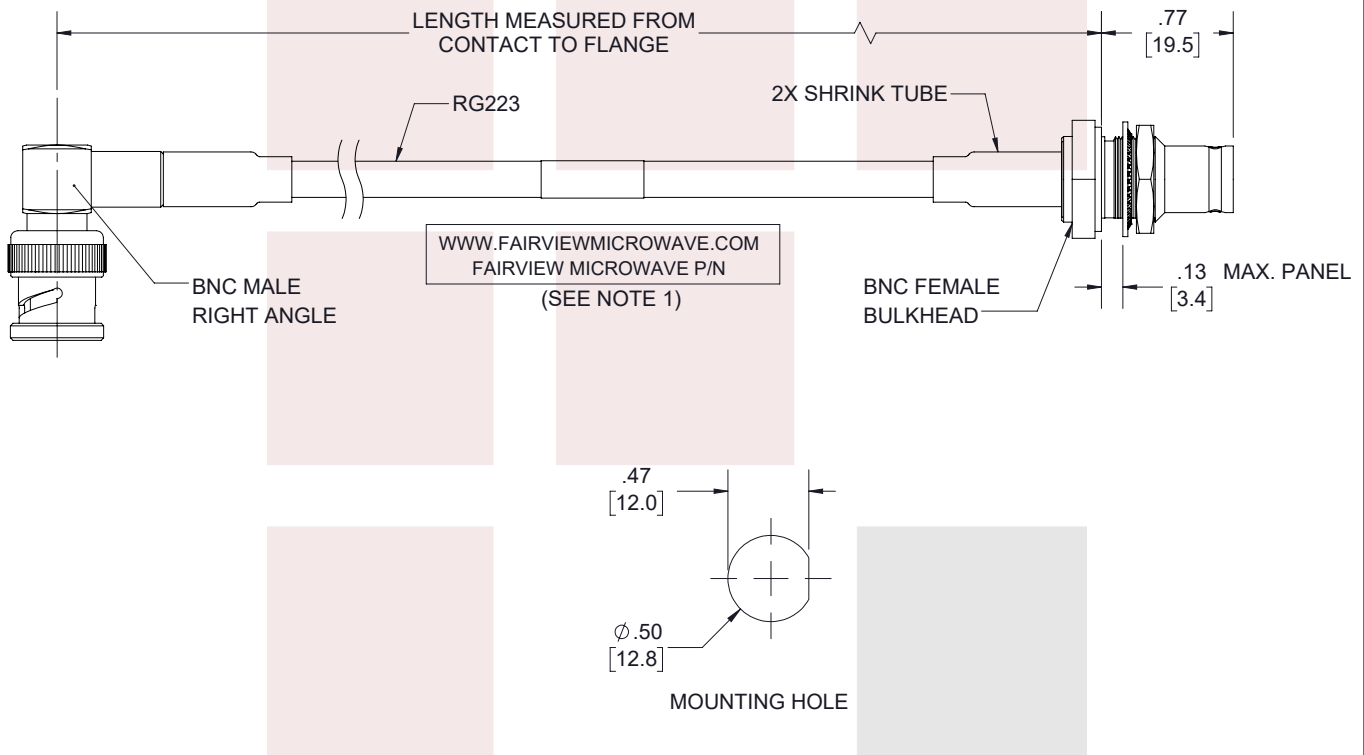 LENGTH MEASURED FROM
CONTACT TO FLANGE
.77
[19.5]
RG223
2X SHRINK TUBE
WWW.FAIRVIEWMICROWAVE.COM
FAIRVIEW MICROWAVE P/N
(SEE NOTE 1)
BNC MALE
RIGHT ANGLE
BNC FEMALE
BULKHEAD
.13 MAX. PANEL
[3.4]
.47
[12.0]
Ø.50
[12.8]
MOUNTING HOLE